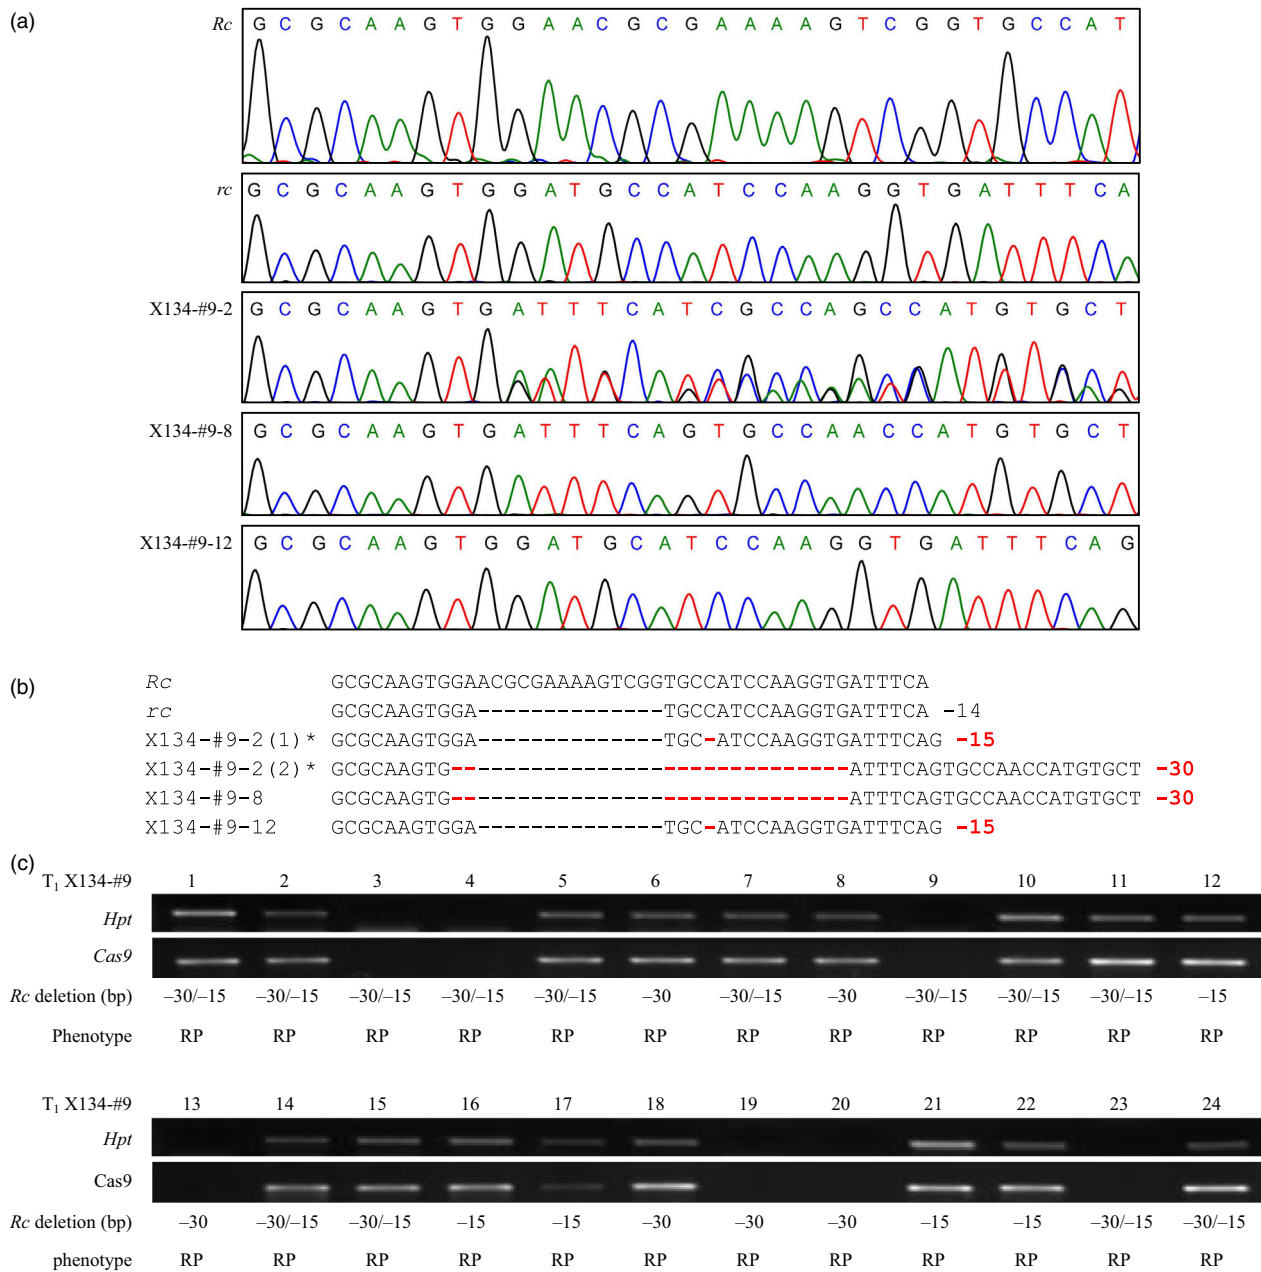 (a)
Rc G C G C A A G T G G A A C G C G A A A A G T C G G T G C C A T
rc G C G C A A G T G G A T G C C A T C C A A G G T G A T T T C A
X134-#9-2 G C G C A A G T G A T T T C A T C G C C A G C C A T G T G C T
X134-#9-8 G C G C A A G T G A T T T C A G T G C C A A C C A T G T G C T
X134-#9-12 G C G C A A G T G G A T G C A T C C A A G G T G A T T T C A G
(b)
Rc GCGCAAGTGGAACGCGAAAAGTCGGTGCCATCCAAGGTGATTTCA
rc GCGCAAGTGGA--------------TGCCATCCAAGGTGATTTCA -14
X134-#9-2(1)* GCGCAAGTGGA--------------TGC-ATCCAAGGTGATTTCAG -15
X134-#9-2(2)* GCGCAAGTG------------------------------ATTTCAGTGCCAACCATGTGCT -30
X134-#9-8 GCGCAAGTG------------------------------ATTTCAGTGCCAACCATGTGCT -30
X134-#9-12 GCGCAAGTGGA--------------TGC-ATCCAAGGTGATTTCAG -15
(c)
T1 X134-#9 1 2 3 4 5 6 7 8 9 10 11 12
Hpt
Cas9
Rc deletion (bp) –30/–15 –30/–15 –30/–15 –30/–15 –30/–15 –30 –30/–15 –30 –30/–15 –30/–15 –30/–15 –15
Phenotype RP RP RP RP RP RP RP RP RP RP RP RP
T1 X134-#9 13 14 15 16 17 18 19 20 21 22 23 24
Hpt
Cas9
Rc deletion (bp) –30 –30/–15 –30/–15 –15 –15 –30 –30 –30 –15 –15 –30/–15 –30/–15
phenotype RP RP RP RP RP RP RP RP RP RP RP RP